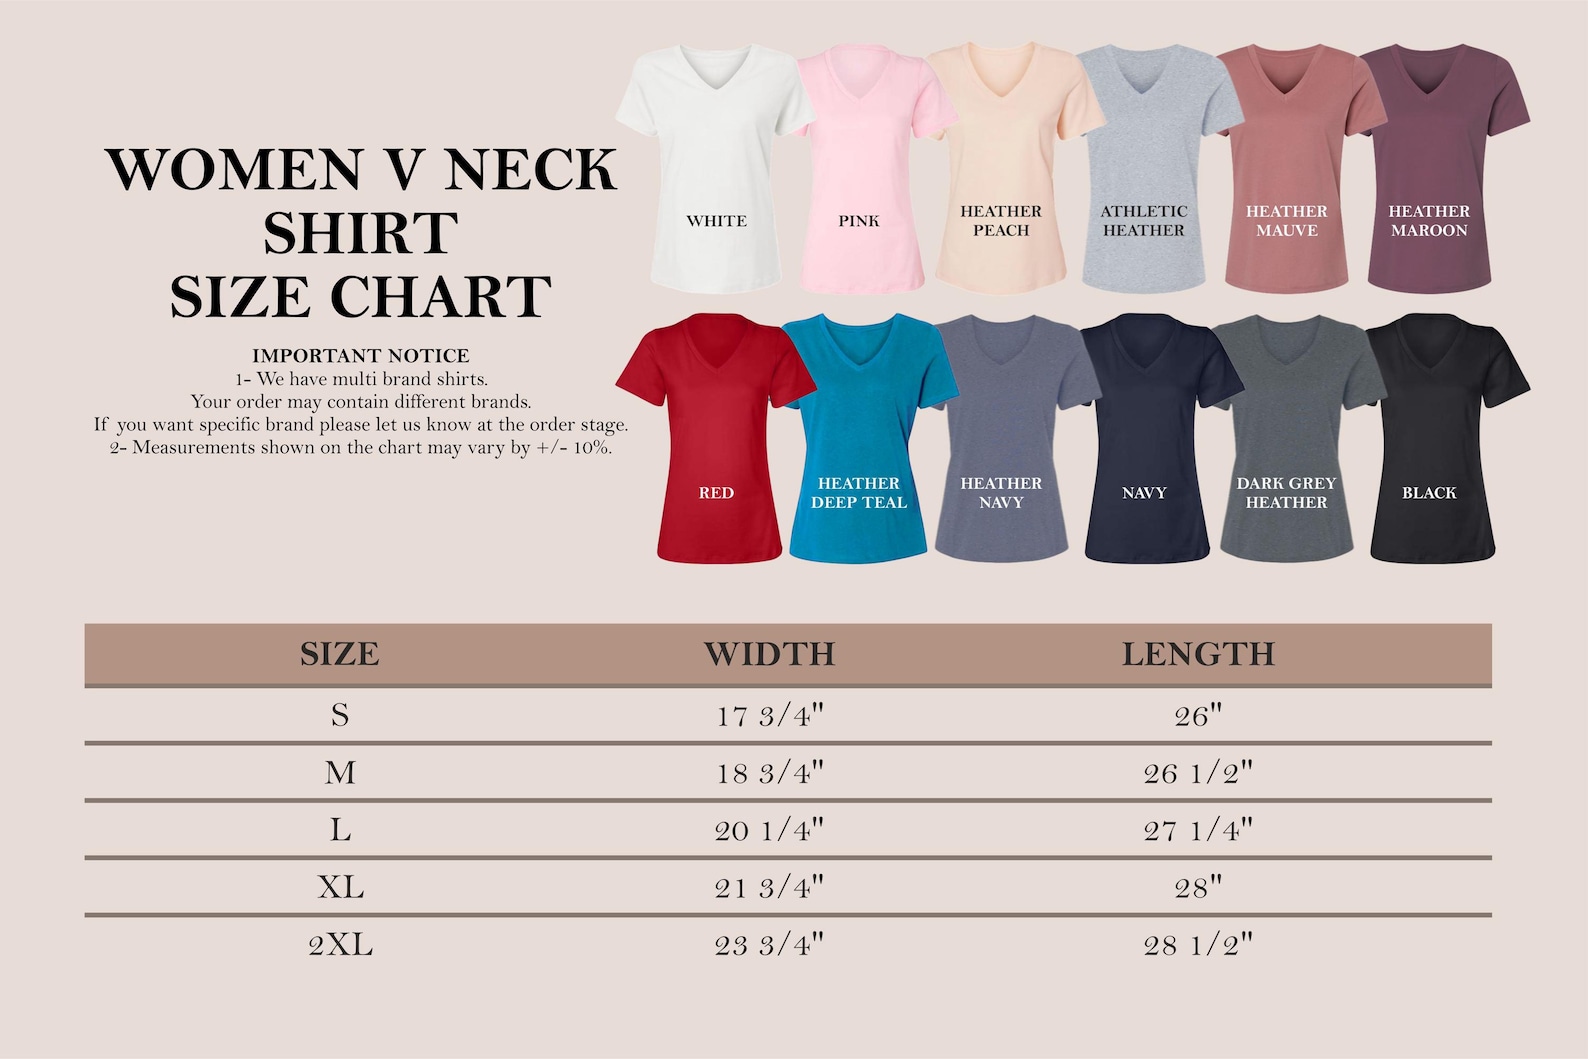 WOMEN V NECK
SHIRT
SIZE CHART
IMPORTANT NOTICE
1- We have multi brand shirts.
Your order may contain different brands.
If you want specific brand please let us know at the order stage.
2- Measurements shown on the chart may vary by +/- 10%.
WHITE
PINK
HEATHER
PEACH
ATHLETIC
HEATHER
HEATHER
MAUVE
HEATHER
MAROON
RED
HEATHER
DEEP TEAL
HEATHER
NAVY
NAVY
DARK GREY
HEATHER
BLACK
SIZE WIDTH LENGTH
S 17 3/4" 26"
M 18 3/4" 26 1/2"
L 20 1/4" 27 1/4"
XL 21 3/4" 28"
2XL 23 3/4" 28 1/2"